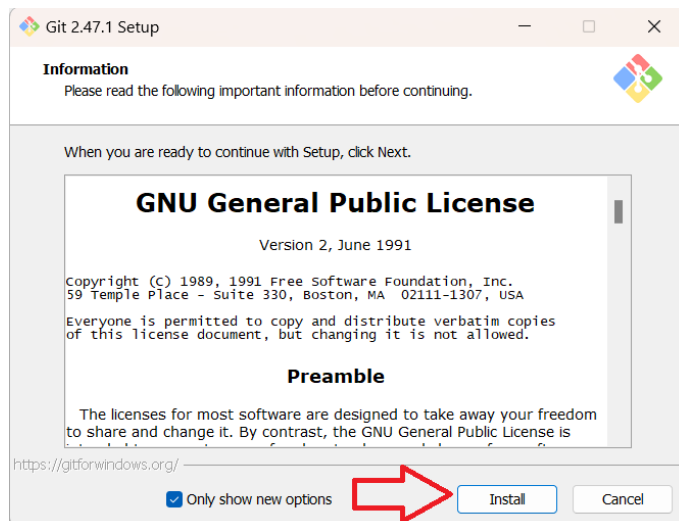 Git 2.47.1 Setup
Information
Please read the following important information before continuing.
When you are ready to continue with Setup, click Next.
GNU General Public License
Version 2, June 1991
Copyright (C) 1989, 1991 Free Software Foundation, Inc.
59 Temple Place - Suite 330, Boston, MA  02111-1307, USA
Everyone is permitted to copy and distribute verbatim copies
of this license document, but changing it is not allowed.
Preamble
The licenses for most software are designed to take away your freedom
to share and change it. By contrast, the GNU General Public License is
https://gitforwindows.org/
Only show new options
Install
Cancel